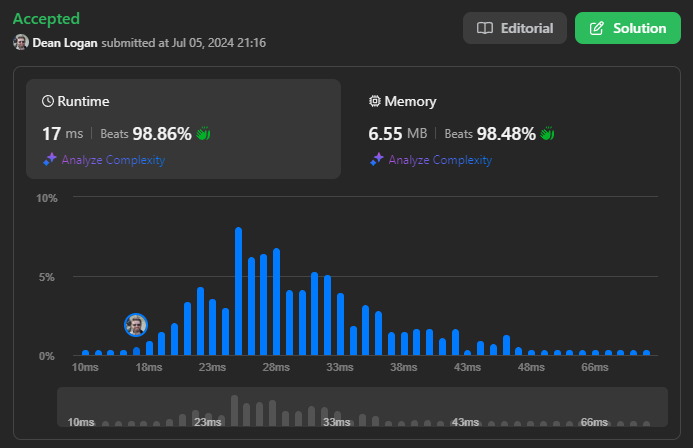 Accepted
Dean Logan submitted at Jul 05, 2024 21:16
Editorial
Solution
Runtime
17 ms | Beats 98.86%
Analyze Complexity
Memory
6.55 MB | Beats 98.48%
Analyze Complexity
10%
5%
0%
10ms 18ms 23ms 28ms 33ms 38ms 43ms 48ms 66ms
10ms 23ms 33ms 43ms 66ms